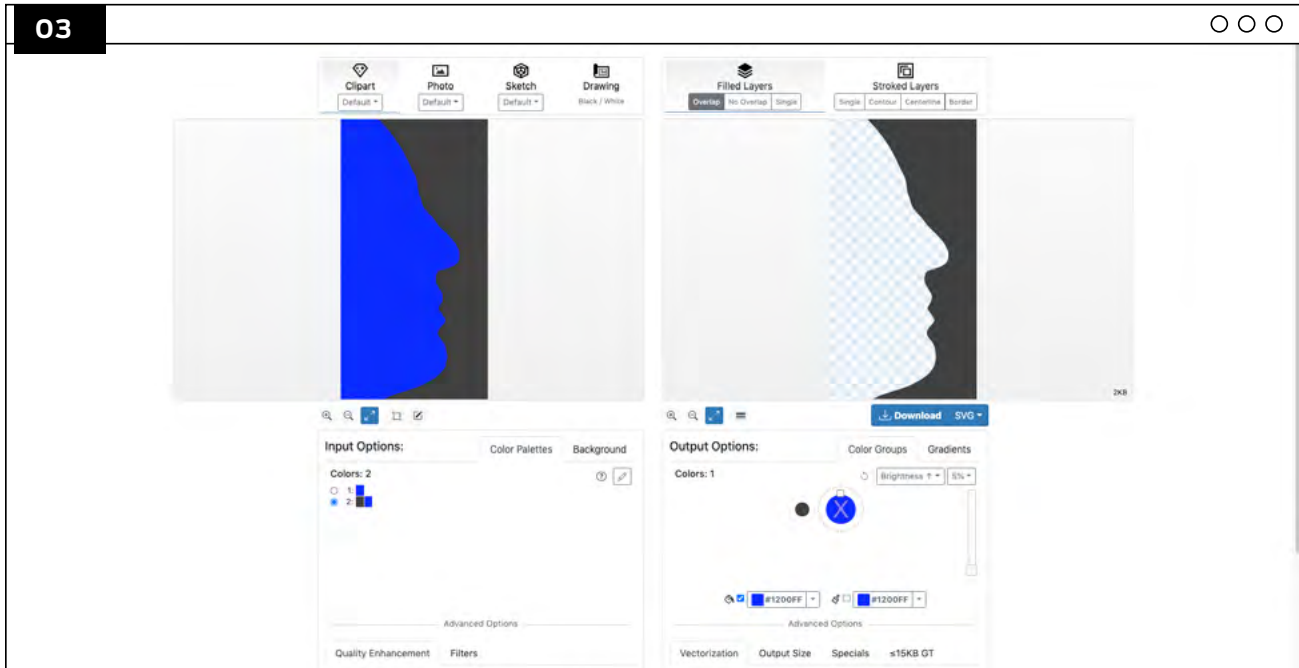 03
Clipart
Photo
Sketch
Drawing
Default
Default
Default
Black / White
Filled Layers
Stroked Layers
Overlap
No Overlap
Single
Single
Contour
Centerline
Border
2KB
Download SVG
Input Options:
Color Palettes
Background
Colors: 2
1:
2:
Advanced Options
Quality Enhancement
Filters
Output Options:
Color Groups
Gradients
Colors: 1
Brightness ↑
5%
X
#1200FF
#1200FF
Advanced Options
Vectorization
Output Size
Specials
≤15KB GT